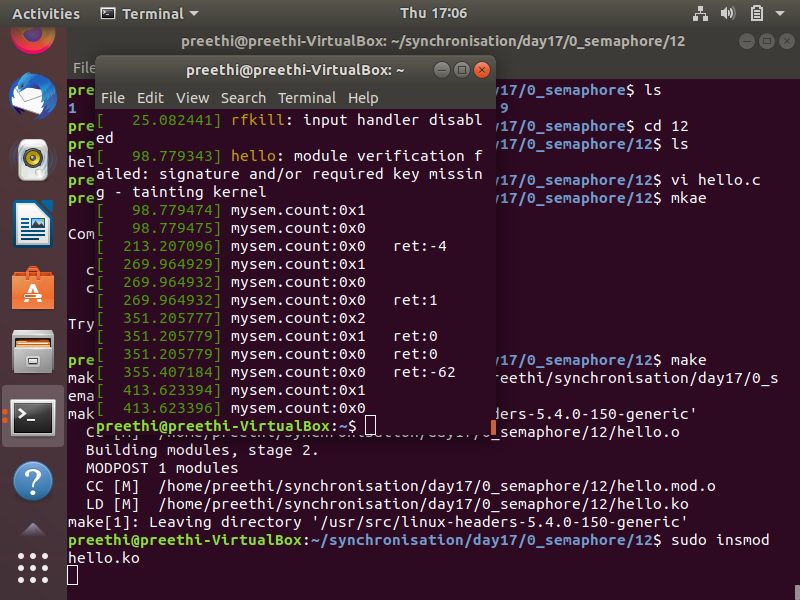 Activities
Terminal
Thu 17:06
preethi@preethi-VirtualBox: ~/synchronisation/day17/0_semaphore/12
File
preethi@preethi-VirtualBox: ~
File Edit View Search Terminal Help
[   25.082441] rfkill: input handler disabl
ed
[   98.779343] hello: module verification f
ailed: signature and/or required key missin
g - tainting kernel
[   98.779474] mysem.count:0x1
[   98.779475] mysem.count:0x0
[  213.207096] mysem.count:0x0   ret:-4
[  269.964929] mysem.count:0x1
[  269.964932] mysem.count:0x0
[  269.964932] mysem.count:0x0   ret:1
[  351.205777] mysem.count:0x2
[  351.205779] mysem.count:0x1   ret:0
[  351.205779] mysem.count:0x0   ret:0
[  355.407184] mysem.count:0x0   ret:-62
[  413.623394] mysem.count:0x1
[  413.623396] mysem.count:0x0
preethi@preethi-VirtualBox:~$
pre y17/0_semaphore$ ls
1 9
pre y17/0_semaphore$ cd 12
pre y17/0_semaphore/12$ ls
hel
pre y17/0_semaphore/12$ vi hello.c
pre y17/0_semaphore/12$ mkae
Com
c
c
Try
pre y17/0_semaphore/12$ make
mak reethi/synchronisation/day17/0_s
ema
mak ders-5.4.0-150-generic'
CC [M]  /home/preethi/synchronisation/day17/0_semaphore/12/hello.o
Building modules, stage 2.
MODPOST 1 modules
CC [M]  /home/preethi/synchronisation/day17/0_semaphore/12/hello.mod.o
LD [M]  /home/preethi/synchronisation/day17/0_semaphore/12/hello.ko
make[1]: Leaving directory '/usr/src/linux-headers-5.4.0-150-generic'
preethi@preethi-VirtualBox:~/synchronisation/day17/0_semaphore/12$ sudo insmod
hello.ko